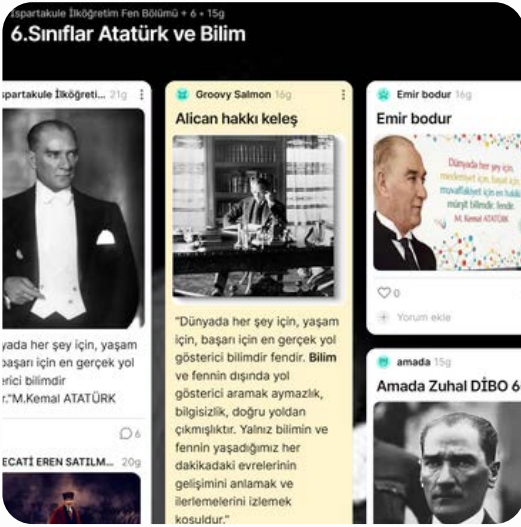 spartakule İlköğretim Fen Bölümü + 6 • 15g
6.Sınıflar Atatürk ve Bilim
spartakule İlköğreti... 21g
yada her şey için, yaşam
başarı için en gerçek yol
erici bilimdir
r."M.Kemal ATATÜRK
6
ECATİ EREN SATILM... 20g
Groovy Salmon 16g
Alican hakkı keleş
"Dünyada her şey için, yaşam
için, başarı için en gerçek yol
gösterici bilimdir fendir. Bilim
ve fennin dışında yol
gösterici aramak aymazlık,
bilgisizlik, doğru yoldan
çıkmışlıktır. Yalnız bilimin ve
fennin yaşadığımız her
dakikadaki evrelerinin
gelişimini anlamak ve
ilerlemelerini izlemek
koşuldur."
Emir bodur 16g
Emir bodur
Dünyada her şey için,
medeniyet için, hayat için,
muvaffakiyet için en hakiki
mürşit bilimdir, fendir.
M. Kemal ATATÜRK
0
Yorum ekle
amada 15g
Amada Zuhal DİBO 6